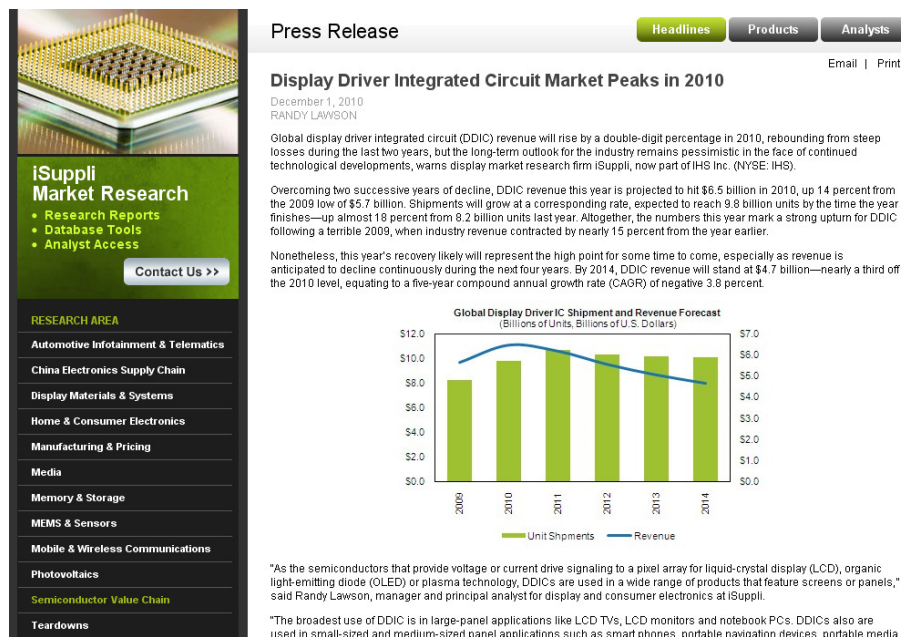 Press Release
Headlines
Products
Analysts
Email | Print
Display Driver Integrated Circuit Market Peaks in 2010
December 1, 2010
RANDY LAWSON
Global display driver integrated circuit (DDIC) revenue will rise by a double-digit percentage in 2010, rebounding from steep
losses during the last two years, but the long-term outlook for the industry remains pessimistic in the face of continued
technological developments, warns display market research firm iSuppli, now part of IHS Inc. (NYSE: IHS).
Overcoming two successive years of decline, DDIC revenue this year is projected to hit $6.5 billion in 2010, up 14 percent from
the 2009 low of $5.7 billion. Shipments will grow at a corresponding rate, expected to reach 9.8 billion units by the time the year
finishes—up almost 18 percent from 8.2 billion units last year. Altogether, the numbers this year mark a strong upturn for DDIC
following a terrible 2009, when industry revenue contracted by nearly 15 percent from the year earlier.
Nonetheless, this year's recovery likely will represent the high point for some time to come, especially as revenue is
anticipated to decline continuously during the next four years. By 2014, DDIC revenue will stand at $4.7 billion—nearly a third off
the 2010 level, equating to a five-year compound annual growth rate (CAGR) of negative 3.8 percent.
Global Display Driver IC Shipment and Revenue Forecast
(Billions of Units, Billions of U.S. Dollars)
$12.0
$10.0
$8.0
$6.0
$4.0
$2.0
$0.0
$7.0
$6.0
$5.0
$4.0
$3.0
$2.0
$1.0
$0.0
2009
2010
2011
2012
2013
2014
Unit Shpments
Revenue
"As the semiconductors that provide voltage or current drive signaling to a pixel array for liquid-crystal display (LCD), organic
light-emitting diode (OLED) or plasma technology, DDICs are used in a wide range of products that feature screens or panels,"
said Randy Lawson, manager and principal analyst for display and consumer electronics at iSuppli.
"The broadest use of DDIC is in large-panel applications like LCD TVs, LCD monitors and notebook PCs. DDICs also are
used in small-sized and medium-sized panel applications such as smart phones, portable navigation devices, portable media
iSuppli
Market Research
• Research Reports
• Database Tools
• Analyst Access
Contact Us >>
RESEARCH AREA
Automotive Infotainment & Telematics
China Electronics Supply Chain
Display Materials & Systems
Home & Consumer Electronics
Manufacturing & Pricing
Media
Memory & Storage
MEMS & Sensors
Mobile & Wireless Communications
Photovoltaics
Semiconductor Value Chain
Teardowns